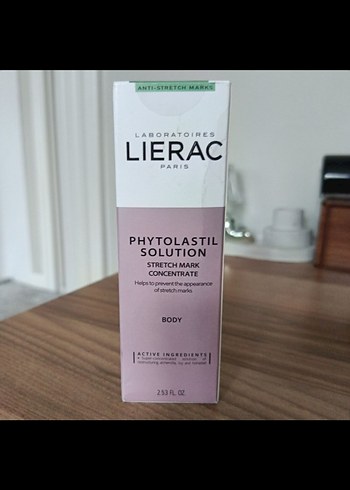 ANTI-STRETCH MARKS
LABORATOIRES
LIERAC
PARIS
PHYTOLASTIL
SOLUTION
STRETCH MARK
CONCENTRATE
Helps to prevent the appearance
of stretch marks
BODY
ACTIVE INGREDIENTS
2.53 FL. OZ